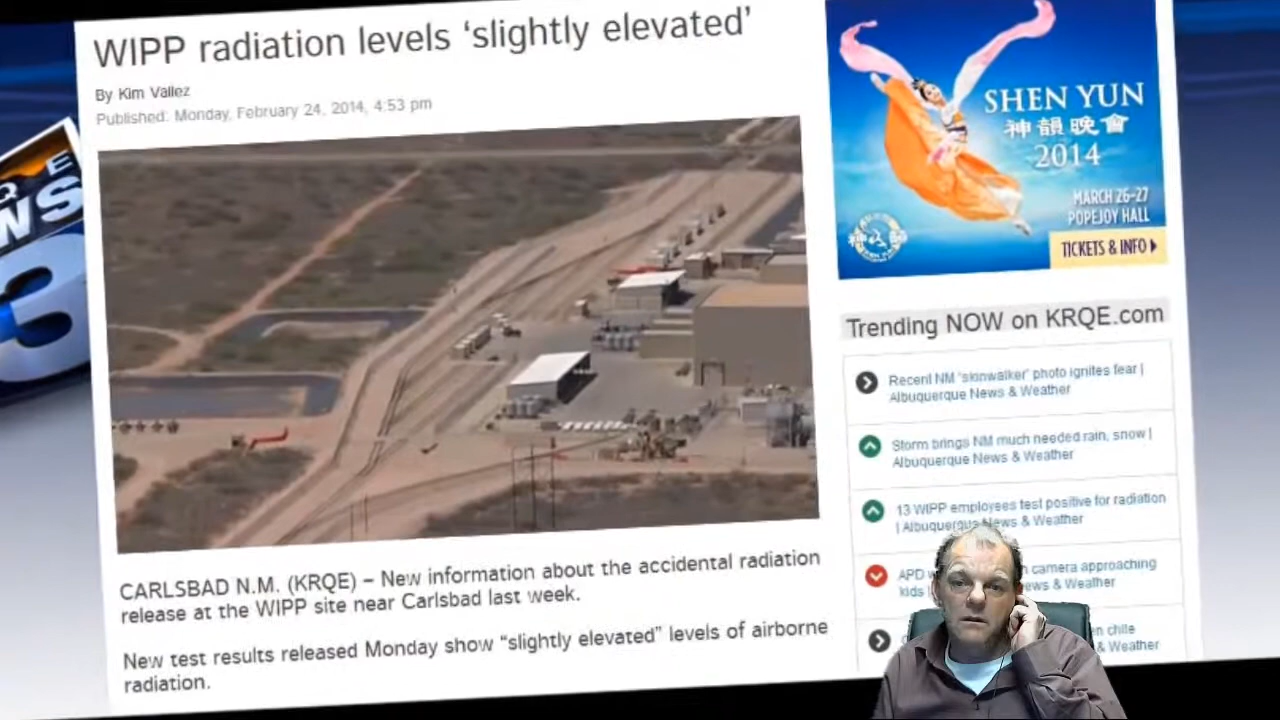 WIPP radiation levels ‘slightly elevated’
By Kim Vallez
Published: Monday, February 24, 2014, 4:53 pm
QE
WS
3
CARLSBAD N.M. (KRQE) – New information about the accidental radiation
release at the WIPP site near Carlsbad last week.
New test results released Monday show “slightly elevated” levels of airborne
radiation.
SHEN YUN
神韻晚會
2014
MARCH 26-27
POPEJOY HALL
TICKETS & INFO
Trending NOW on KRQE.com
Recent NM ‘skinwalker’ photo ignites fear |
Albuquerque News & Weather
Storm brings NM much needed rain, snow |
Albuquerque News & Weather
13 WIPP employees test positive for radiation
| Albuquerque News & Weather
APD camera approaching
kids News & Weather
chile
& Weather